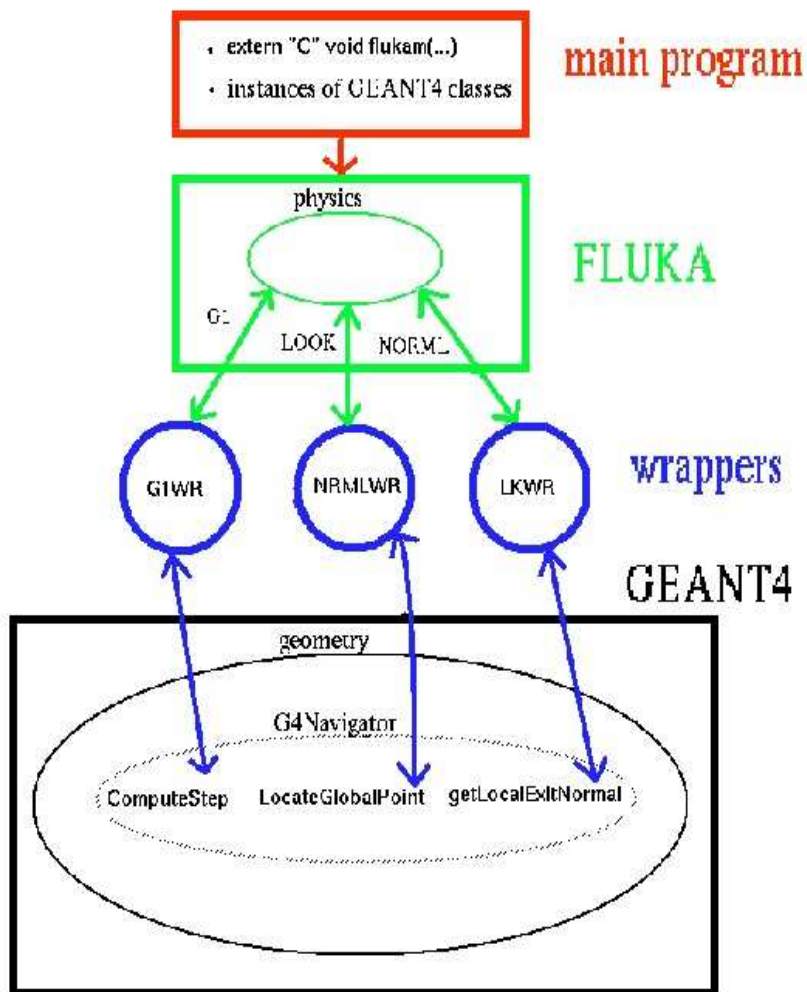 • extern "C" void flukam(...)
• instances of GEANT4 classes
main program
physics
FLUKA
G1
LOOK
NORML
G1WR
NRMLWR
LKWR
wrappers
GEANT4
geometry
G4Navigator
ComputeStep
LocateGlobalPoint
getLocalExitNormal